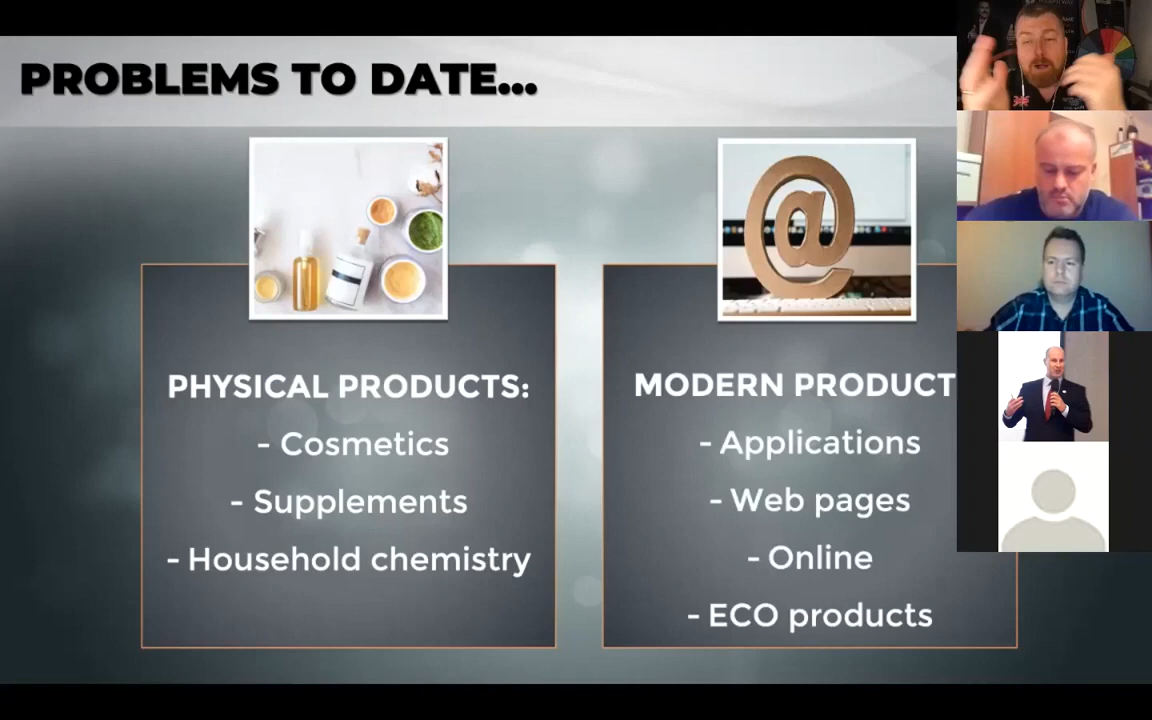 PROBLEMS TO DATE...
PHYSICAL PRODUCTS:
- Cosmetics
- Supplements
- Household chemistry
MODERN PRODUCT
- Applications
- Web pages
- Online
- ECO products
@